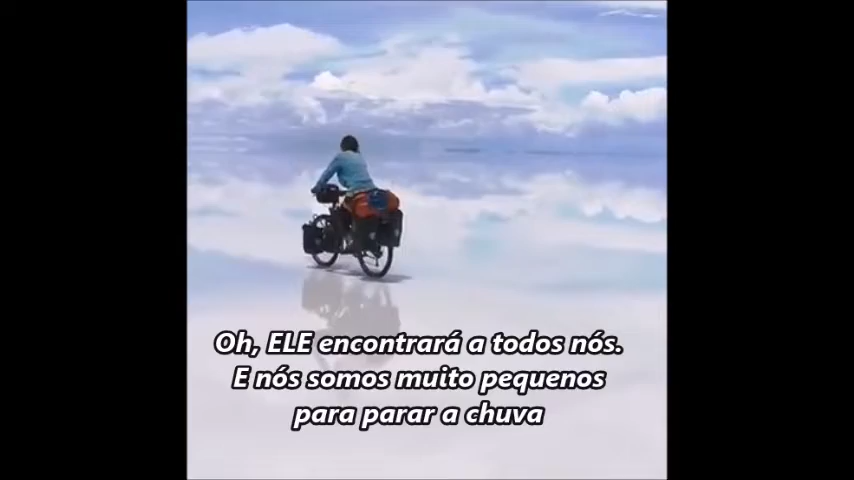 Oh, ELE encontrará a todos nós.
E nós somos muito pequenos
para parar a chuva